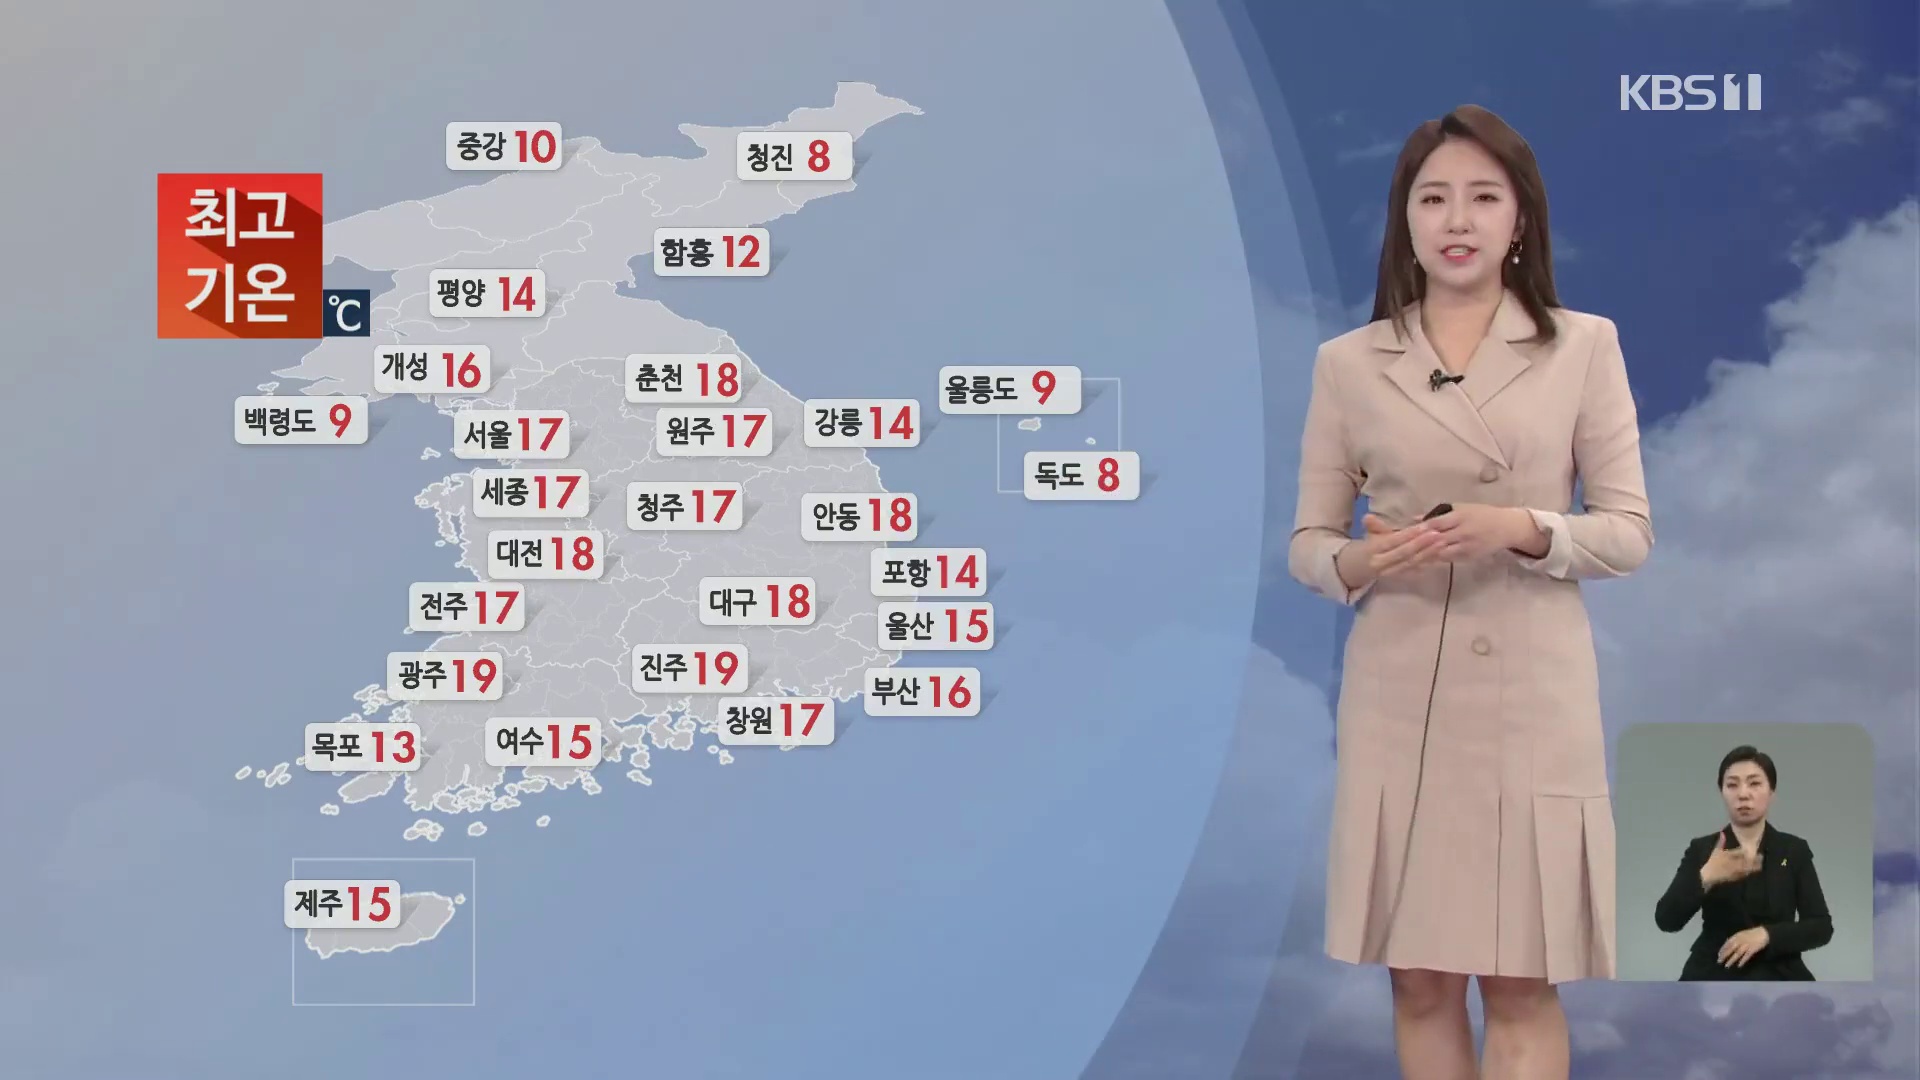 KBS 1
최고
기온
℃
중강 10
청진 8
함흥 12
평양 14
개성 16
춘천 18
울릉도 9
백령도 9
서울 17
원주 17
강릉 14
독도 8
세종 17
청주 17
안동 18
대전 18
포항 14
전주 17
대구 18
울산 15
광주 19
진주 19
부산 16
창원 17
목포 13
여수 15
제주 15